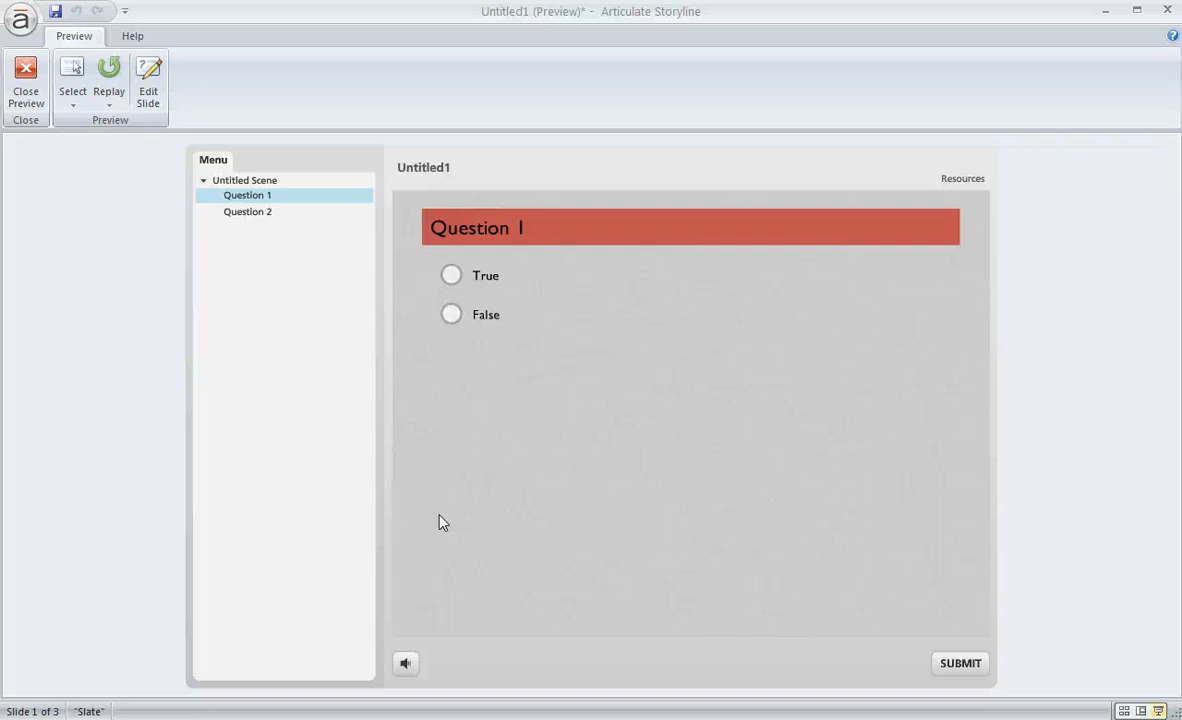 Untitled1 (Preview)* - Articulate Storyline
Preview
Help
Close Preview
Select
Replay
Edit Slide
Close
Preview
Menu
Untitled Scene
Question 1
Question 2
Untitled1
Resources
Question 1
True
False
SUBMIT
Slide 1 of 3
"Slate"